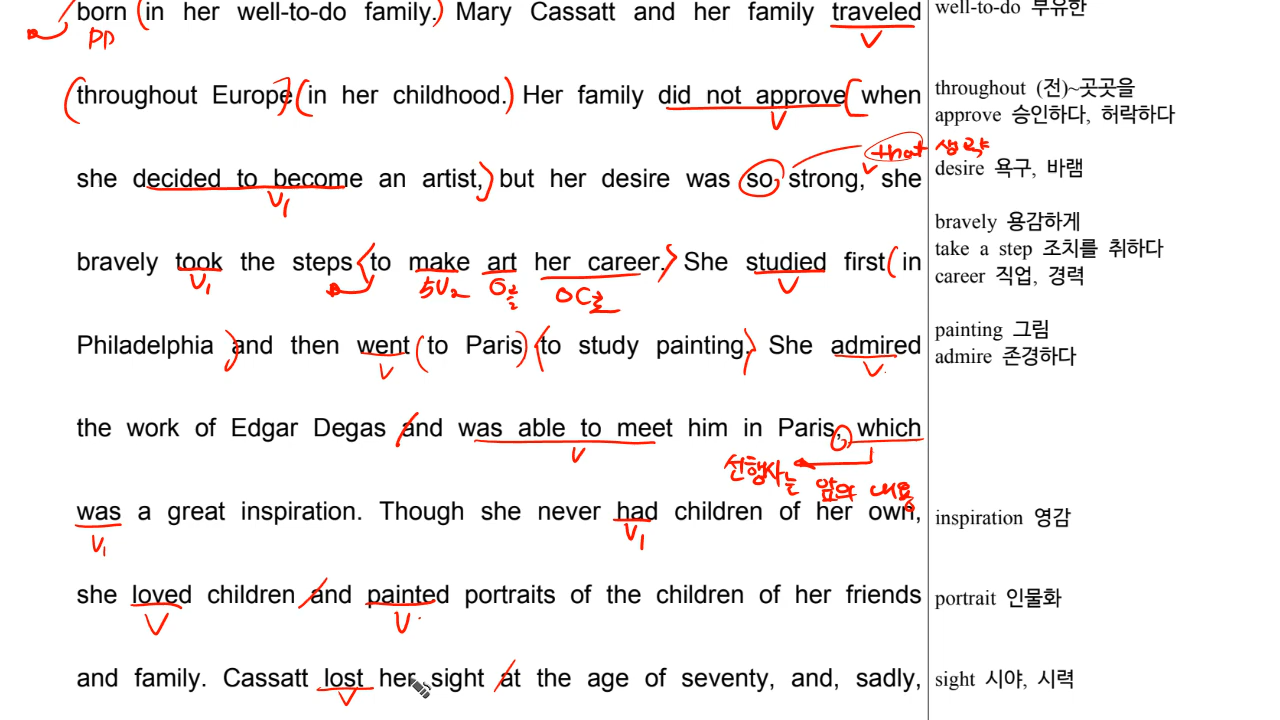 born in her well-to-do family. Mary Cassatt and her family traveled
well-to-do 부유한
PP
V
throughout Europe in her childhood. Her family did not approve when
throughout (전)~곳곳을
approve 승인하다, 허락하다
V
that 생략
she decided to become an artist, but her desire was so strong, she
desire 욕구, 바램
V1
bravely 용감하게
bravely took the steps to make art her career. She studied first in
take a step 조치를 취하다
career 직업, 경력
V1
5V2
O를
OC로
V
Philadelphia and then went to Paris to study painting. She admired
painting 그림
admire 존경하다
V
V
the work of Edgar Degas and was able to meet him in Paris, which
V
선행사는 앞의 내용
was a great inspiration. Though she never had children of her own,
inspiration 영감
V1
V1
she loved children and painted portraits of the children of her friends
portrait 인물화
V
V
and family. Cassatt lost her sight at the age of seventy, and, sadly,
sight 시야, 시력
V